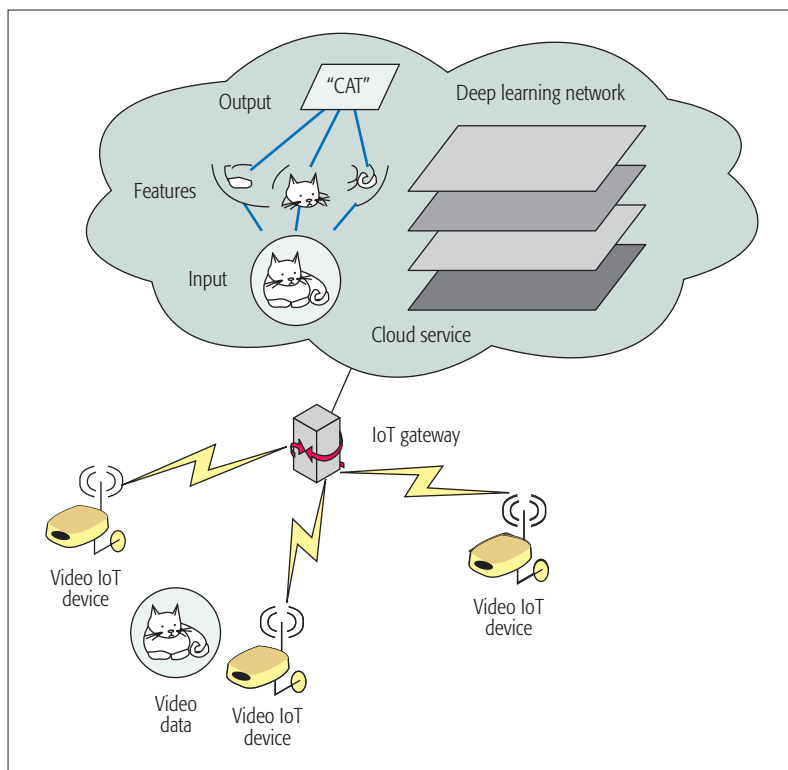 Output
"CAT"
Deep learning network
Features
Input
Cloud service
IoT gateway
Video IoT
device
Video IoT
device
Video
data
Video IoT
device